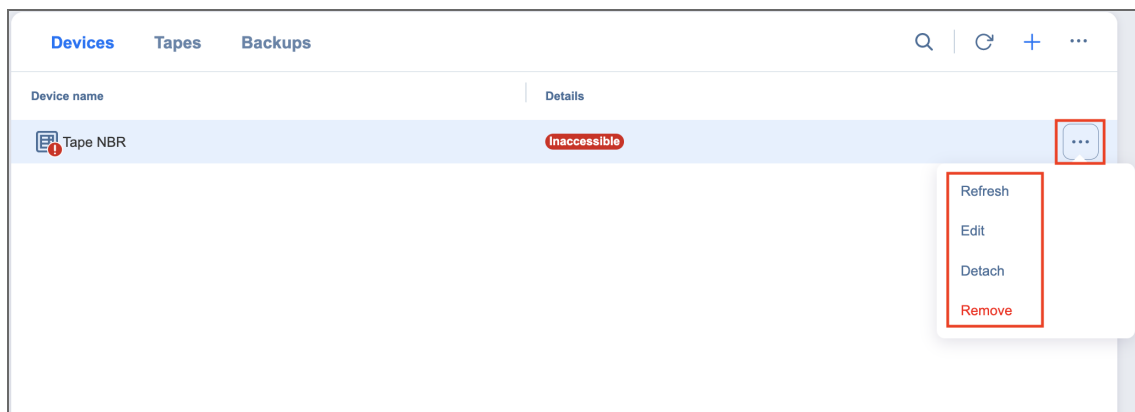 Devices Tapes Backups
Device name Details
Tape NBR Inaccessible
Refresh
Edit
Detach
Remove